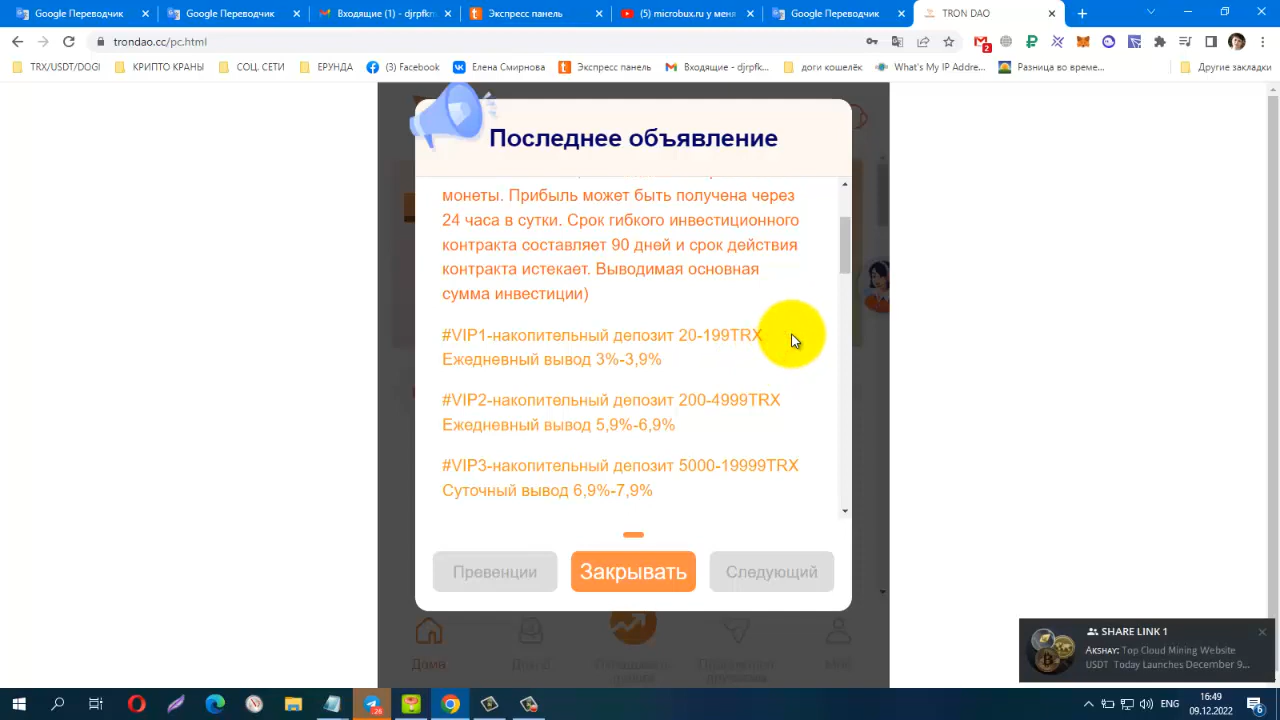 Google Переводчик
Google Переводчик
Входящие (1) - djrpfkr
Экспресс панель
(5) microbux.ru у меня
Google Переводчик
TRON DAO
trondao.cc/pc.html
2
TRX/USDT/DOGI
КРИПТО КРАНЫ
СОЦ. СЕТИ
ЕРУНДА
(3) Facebook
Елена Смирнова
Экспресс панель
Входящие - djrpfk...
доги кошелёк
What's My IP Addre...
Разница во време...
Другие закладки
Последнее объявление
монеты. Прибыль может быть получена через
24 часа в сутки. Срок гибкого инвестиционного
контракта составляет 90 дней и срок действия
контракта истекает. Выводимая основная
сумма инвестиции)
#VIP1-накопительный депозит 20-199TRX
Ежедневный вывод 3%-3,9%
#VIP2-накопительный депозит 200-4999TRX
Ежедневный вывод 5,9%-6,9%
#VIP3-накопительный депозит 5000-19999TRX
Суточный вывод 6,9%-7,9%
Превенции
Закрывать
Следующий
Дома
SHARE LINK 1
Akshay: Top Cloud Mining Website
USDT Today Launches December 9...
ENG
16:49
09.12.2022
6